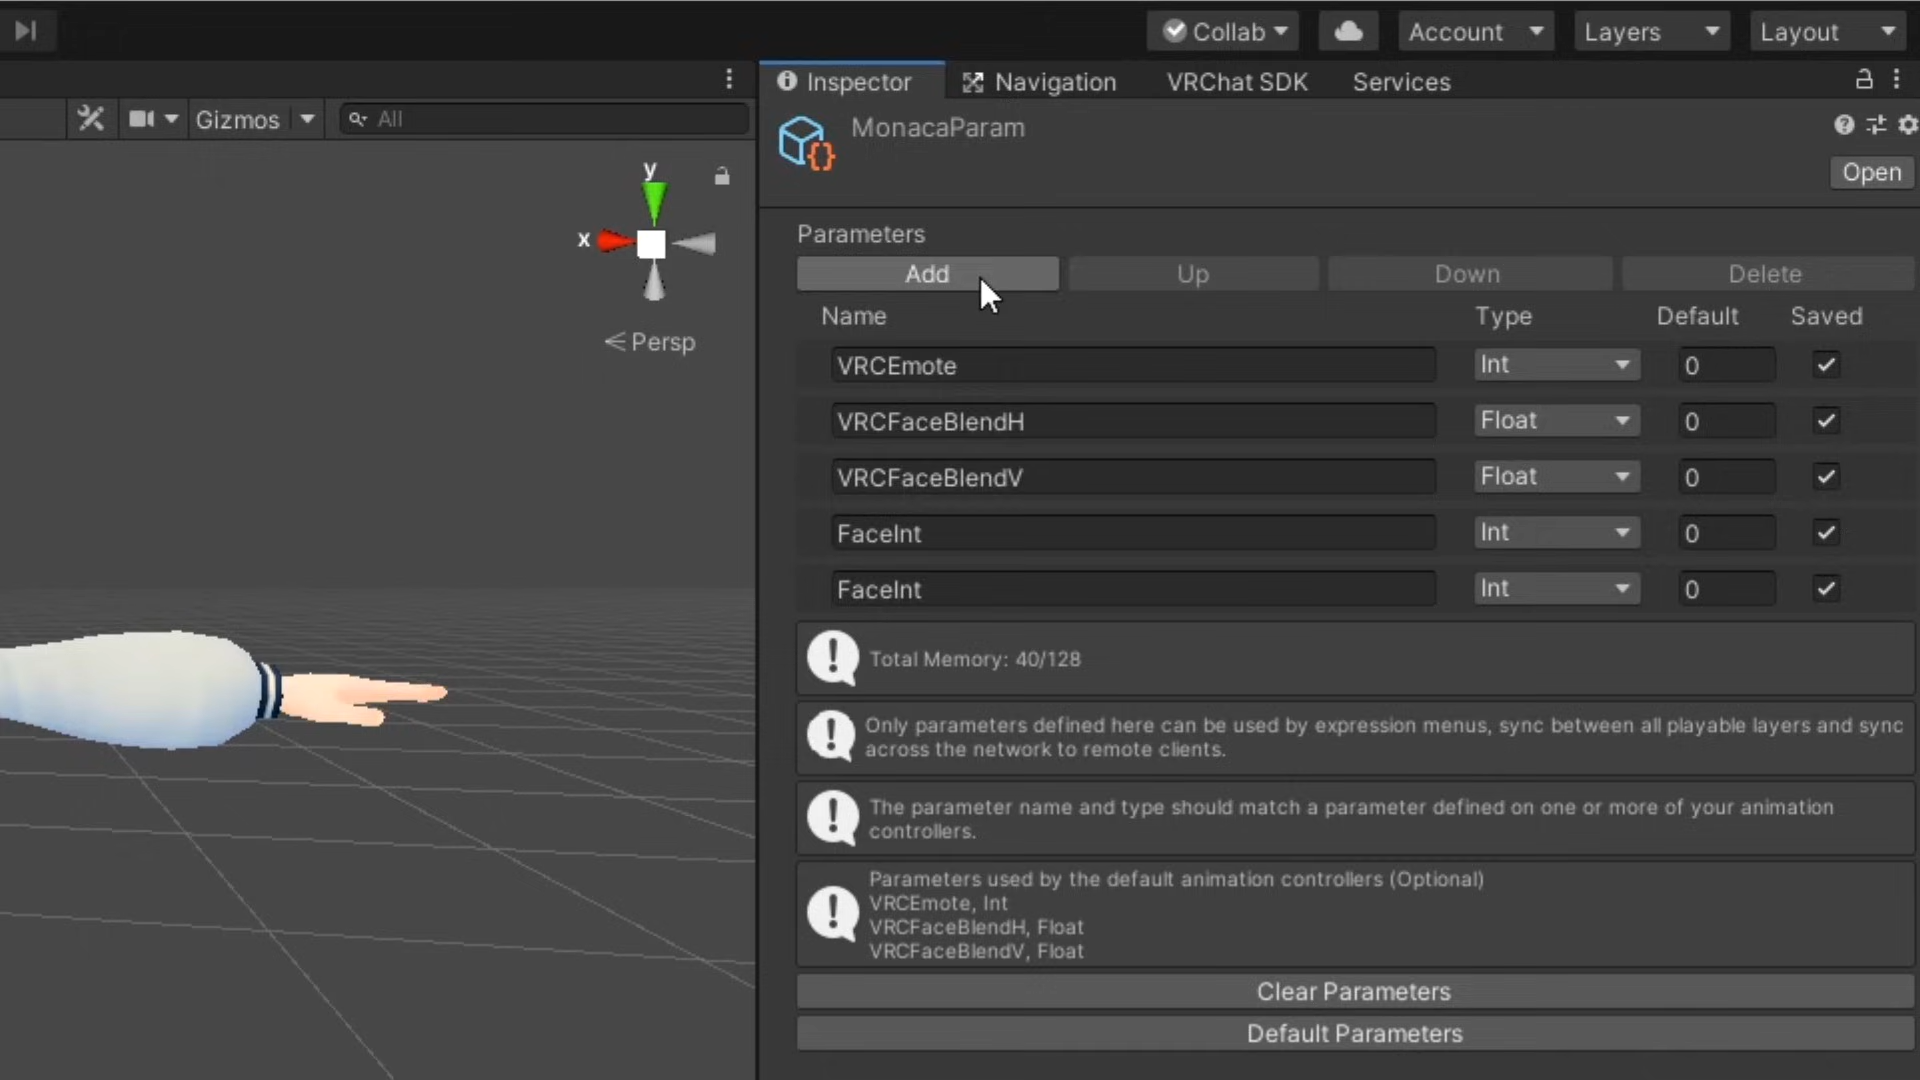 Collab
Account
Layers
Layout
Inspector
Navigation
VRChat SDK
Services
Gizmos
All
MonacaParam
Open
y
x
Persp
Parameters
Add
Up
Down
Delete
Name
Type
Default
Saved
VRCEmote
Int
0
VRCFaceBlendH
Float
0
VRCFaceBlendV
Float
0
FaceInt
Int
0
FaceInt
Int
0
Total Memory: 40/128
Only parameters defined here can be used by expression menus, sync between all playable layers and sync
across the network to remote clients.
The parameter name and type should match a parameter defined on one or more of your animation
controllers.
Parameters used by the default animation controllers (Optional)
VRCEmote, Int
VRCFaceBlendH, Float
VRCFaceBlendV, Float
Clear Parameters
Default Parameters